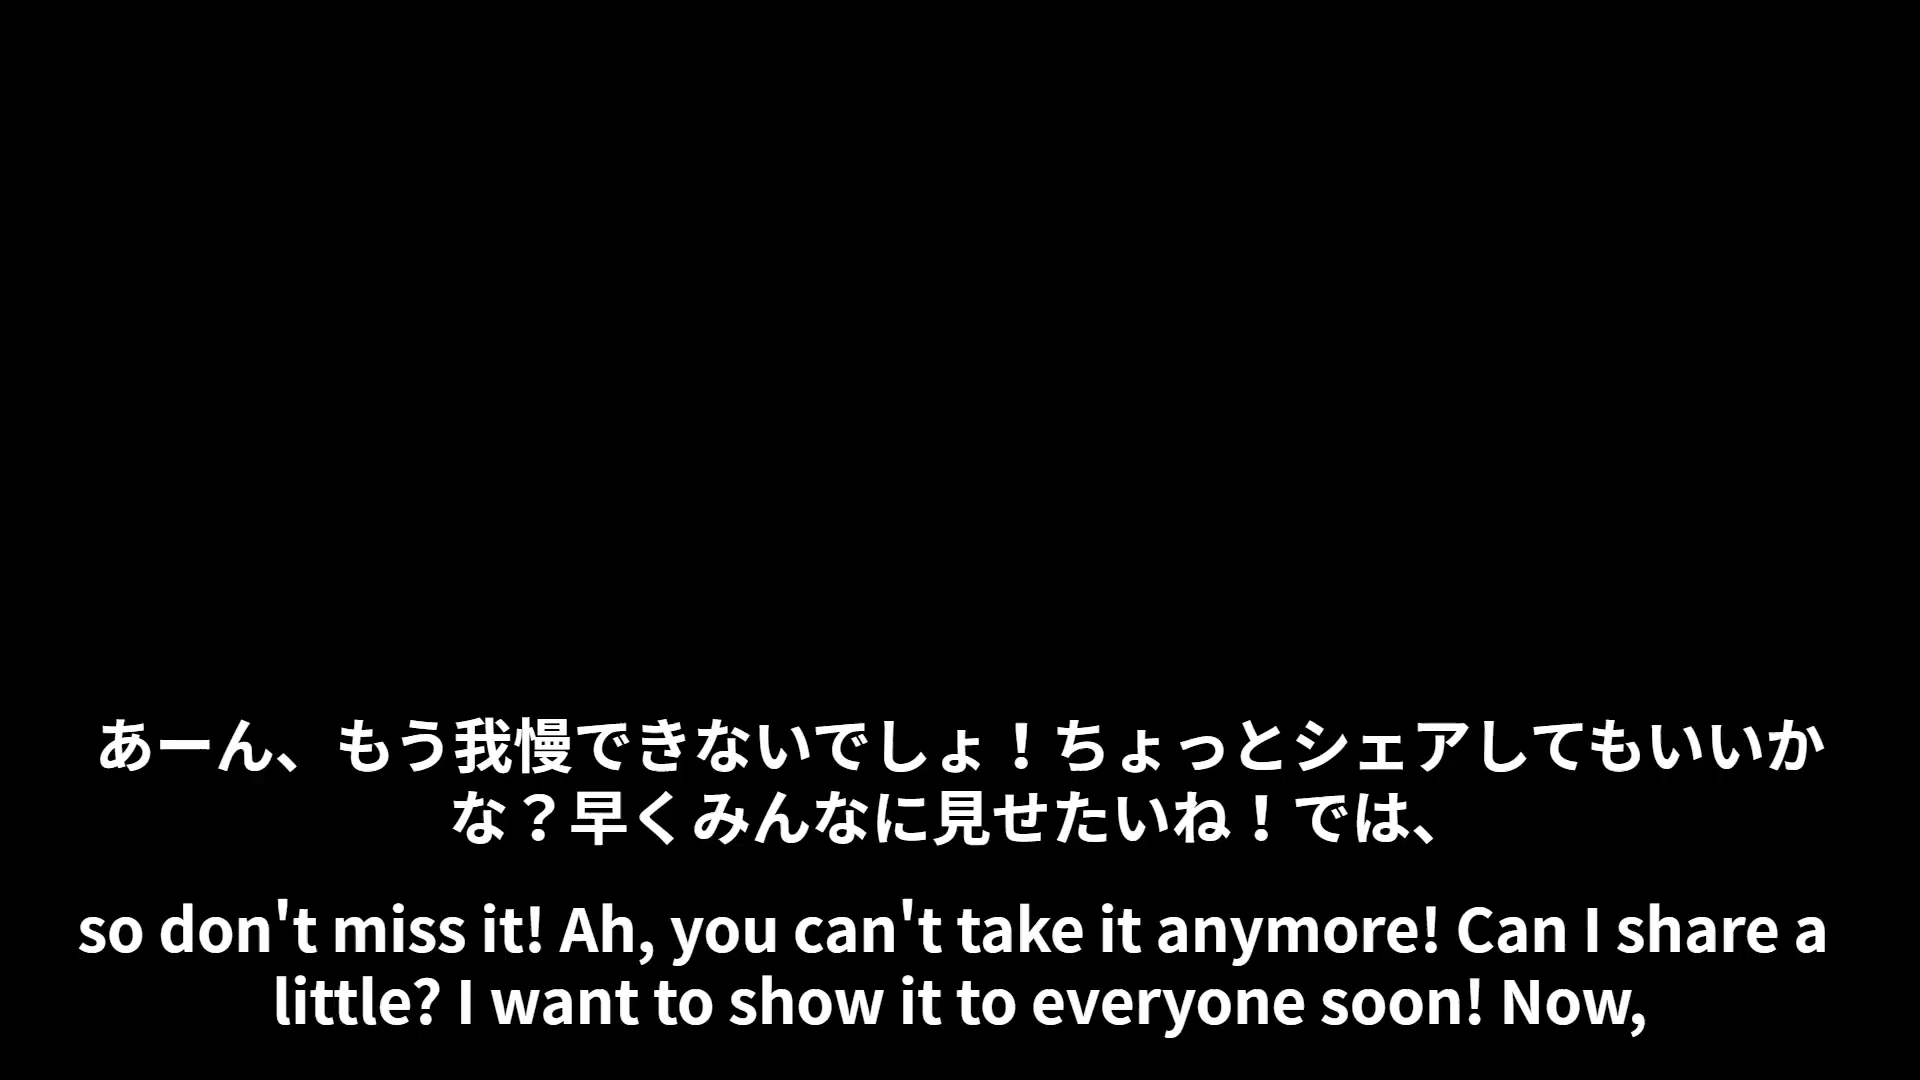 あーん、もう我慢できないでしょ！ちょっとシェアしてもいいか
な？早くみんなに見せたいね！では、
so don't miss it! Ah, you can't take it anymore! Can I share a
little? I want to show it to everyone soon! Now,